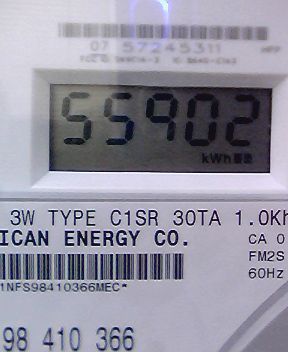 07 57245311
55902
kWh
3W TYPE C1SR 30TA 1.0Kh
ICAN ENERGY CO.
CA 0
FM2S
60Hz
1NFS98410366MEC*
98 410 366